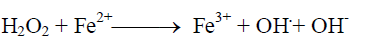 H₂O₂ + Fe²⁺ ⟶ Fe³⁺ + OH·+ OH⁻